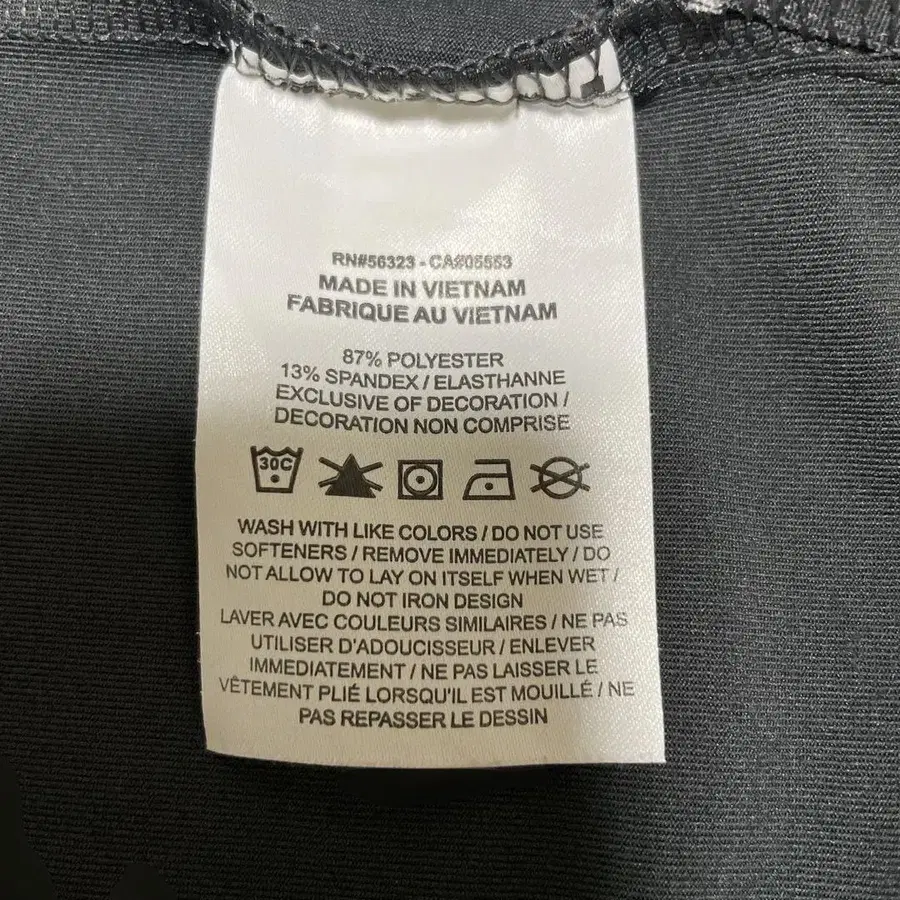 RN#56323 - CA#05553
MADE IN VIETNAM
FABRIQUE AU VIETNAM
87% POLYESTER
13% SPANDEX / ELASTHANNE
EXCLUSIVE OF DECORATION /
DECORATION NON COMPRISE
30C
WASH WITH LIKE COLORS / DO NOT USE
SOFTENERS / REMOVE IMMEDIATELY / DO
NOT ALLOW TO LAY ON ITSELF WHEN WET /
DO NOT IRON DESIGN
LAVER AVEC COULEURS SIMILAIRES / NE PAS
UTILISER D'ADOUCISSEUR / ENLEVER
IMMEDIATEMENT / NE PAS LAISSER LE
VÊTEMENT PLIÉ LORSQU'IL EST MOUILLÉ / NE
PAS REPASSER LE DESSIN